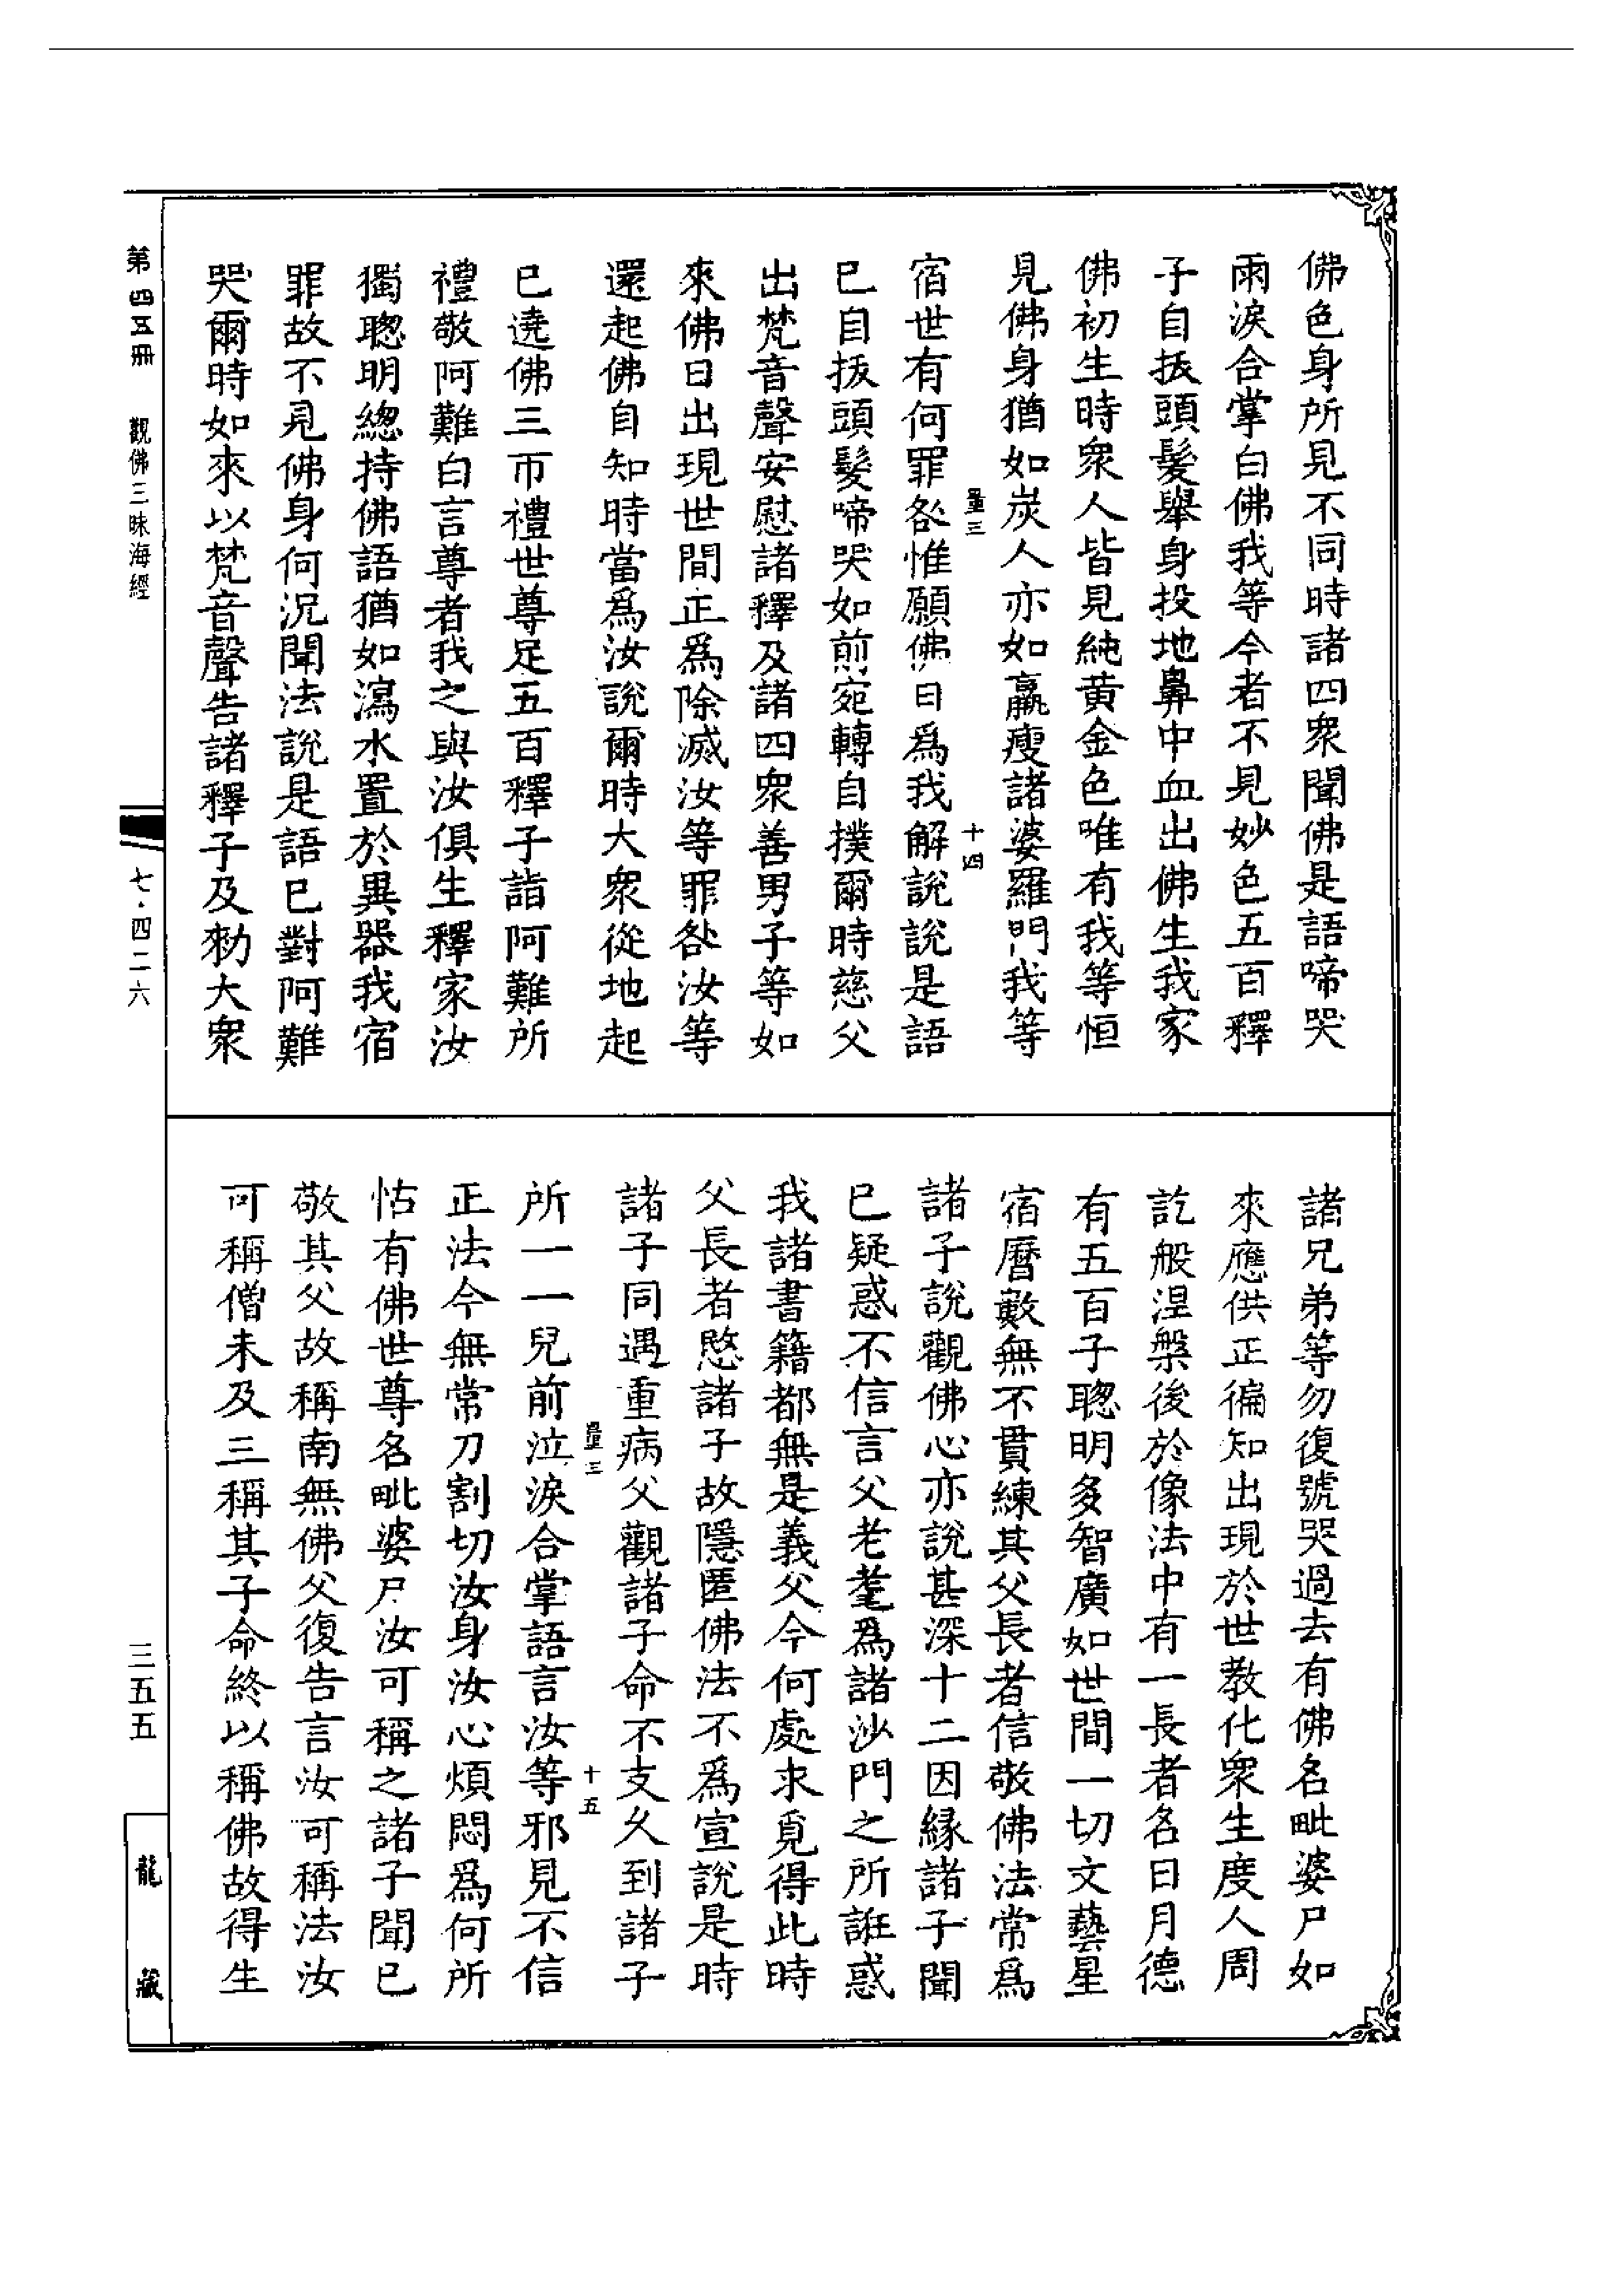 佛色身所見不同時諸四衆聞佛是語啼哭
雨淚合掌白佛我等今者不見妙色五百釋
子自拔頭髮舉身投地鼻中血出佛生我家
佛初生時衆人皆見純黄金色唯有我等恒
見佛身猶如炭人亦如羸瘦諸婆羅門我等
量三
十四
宿世有何罪咎惟願佛日爲我解說說是語
已自拔頭髮啼哭如前宛轉自撲爾時慈父
出梵音聲安慰諸釋及諸四衆善男子等如
來佛日出現世間正爲除滅汝等罪咎汝等
還起佛自知時當爲汝說爾時大衆從地起
已遶佛三帀禮世尊足五百釋子詣阿難所
禮敬阿難白言尊者我之與汝俱生釋家汝
獨聰明總持佛語猶如瀉水置於異器我宿
罪故不見佛身何況聞法說是語已對阿難
哭爾時如來以梵音聲告諸釋子及勑大衆
諸兄弟等勿復號哭過去有佛名毗婆尸如
來應供正徧知出現於世教化衆生度人周
訖般涅槃後於像法中有一長者名日月德
有五百子聰明多智廣如世間一切文藝星
宿曆數無不貫練其父長者信敬佛法常爲
諸子說觀佛心亦說甚深十二因緣諸子聞
已疑惑不信言父老耄爲諸沙門之所誑惑
我諸書籍都無是義父今何處求覓得此時
父長者愍諸子故隱匿佛法不爲宣說是時
諸子同遇重病父觀諸子命不支久到諸子
量三
十五
所一一兒前泣淚合掌語言汝等邪見不信
正法今無常刀割切汝身汝心煩悶爲何所
怙有佛世尊名毗婆尸汝可稱之諸子聞已
敬其父故稱南無佛父復告言汝可稱法汝
可稱僧未及三稱其子命終以稱佛故得生
第四五冊 觀佛三昧海經
七·四二六
三五五
龍藏